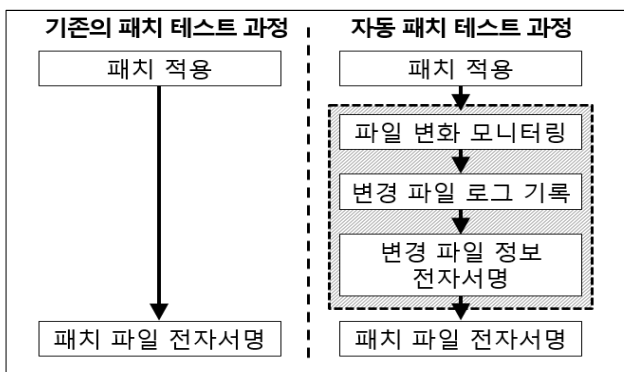 기존의 패치 테스트 과정
패치 적용
패치 파일 전자서명
자동 패치 테스트 과정
패치 적용
파일 변화 모니터링
변경 파일 로그 기록
변경 파일 정보
전자서명
패치 파일 전자서명